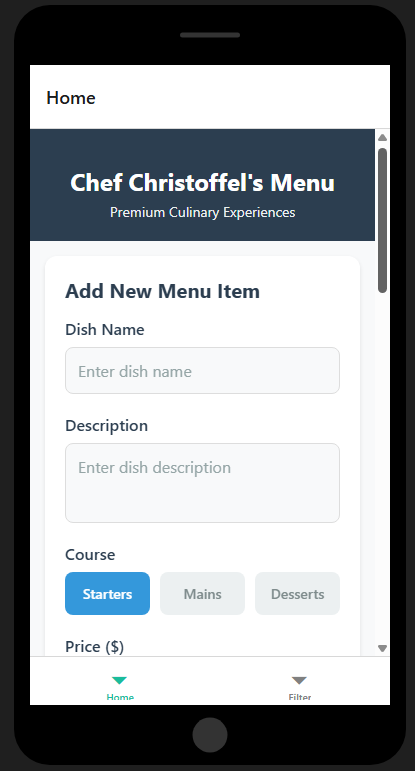 Home
Chef Christoffel's Menu
Premium Culinary Experiences
Add New Menu Item
Dish Name
Enter dish name
Description
Enter dish description
Course
Starters Mains Desserts
Price ($)
Home Filter